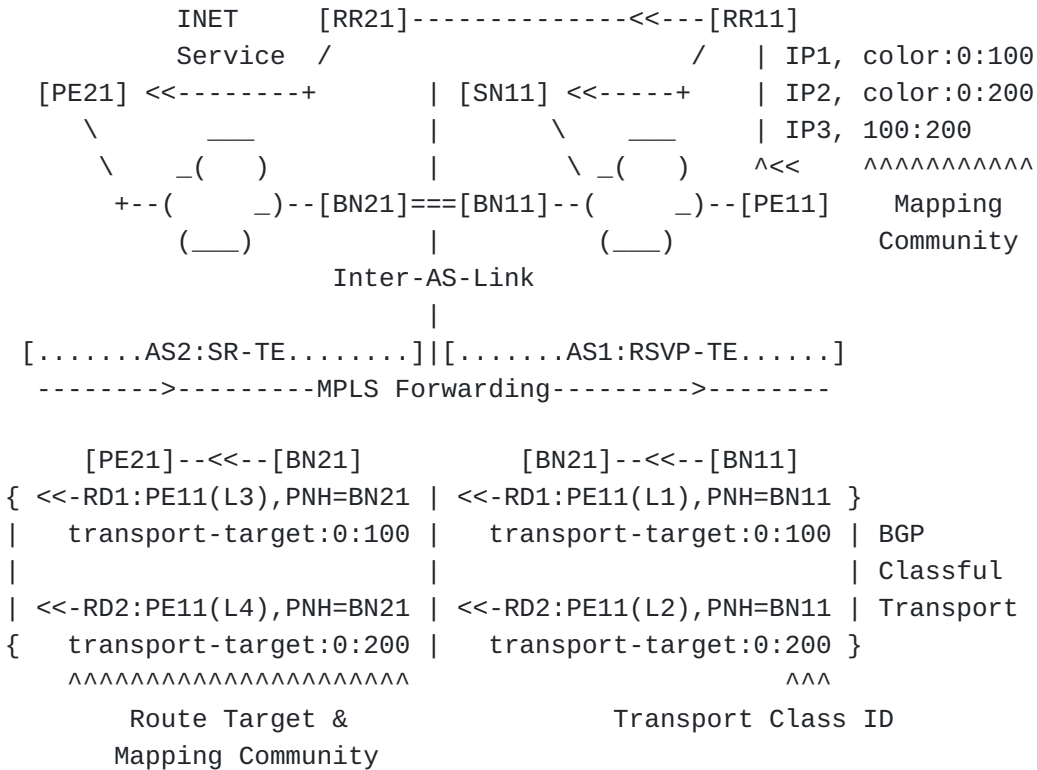 INET     [RR21]--------------<<---[RR11]
           Service  /                       /   | IP1, color:0:100
  [PE21] <<--------+       | [SN11] <<-----+    | IP2, color:0:200
     \       ___           |       \    ___     | IP3, 100:200
      \    _(   )          |        \ _(   )    ^<<    ^^^^^^^^^^^
       +--(     _)--[BN21]===[BN11]--(     _)--[PE11]    Mapping
           (___)           |          (___)             Community
                     Inter-AS-Link
                           |
 [.......AS2:SR-TE........]|[.......AS1:RSVP-TE......]
  -------->---------MPLS Forwarding--------->--------

     [PE21]--<<--[BN21]          [BN21]--<<--[BN11]
{ <<-RD1:PE11(L3),PNH=BN21 | <<-RD1:PE11(L1),PNH=BN11 }
|   transport-target:0:100 |   transport-target:0:100 | BGP
|                          |                          | Classful
| <<-RD2:PE11(L4),PNH=BN21 | <<-RD2:PE11(L2),PNH=BN11 | Transport
{   transport-target:0:200 |   transport-target:0:200 }
    ^^^^^^^^^^^^^^^^^^^^^^                        ^^^
        Route Target &                 Transport Class ID
       Mapping Community